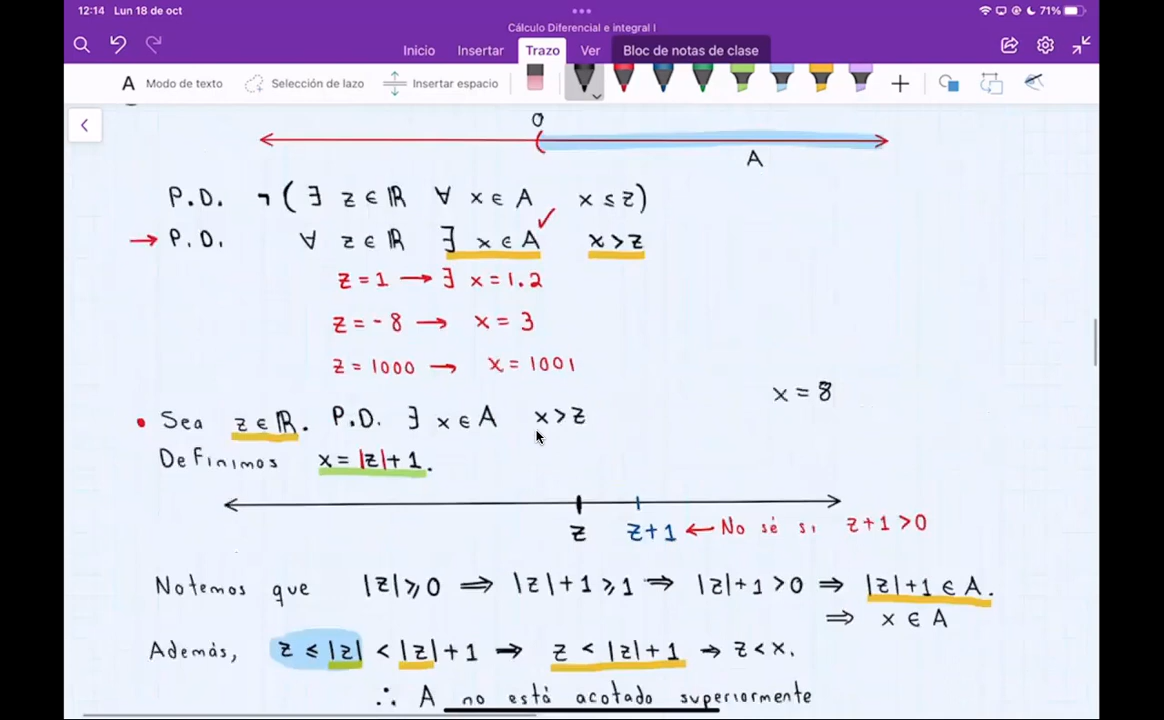 12:14 Lun 18 de oct 71%
Cálculo Diferencial e integral I
Inicio Insertar Trazo Ver Bloc de notas de clase
A Modo de texto Selección de lazo Insertar espacio
0
A
P.D. ¬(∃ z∈ℝ ∀ x∈A x≤z)
→ P.D. ∀ z∈ℝ ∃ x∈A ✓ x>z
z=1 → ∃ x=1.2
z=-8 → x=3
z=1000 → x=1001
x=8
• Sea z∈ℝ. P.D. ∃ x∈A x>z
Definimos x=|z|+1.
z z+1 ← No sé si z+1>0
Notemos que |z|⩾0 ⟹ |z|+1⩾1 ⟹ |z|+1>0 ⟹ |z|+1∈A.
⟹ x∈A
Además, z≤|z|<|z|+1 → z<|z|+1 → z<x.
∴ A no está acotado superiormente